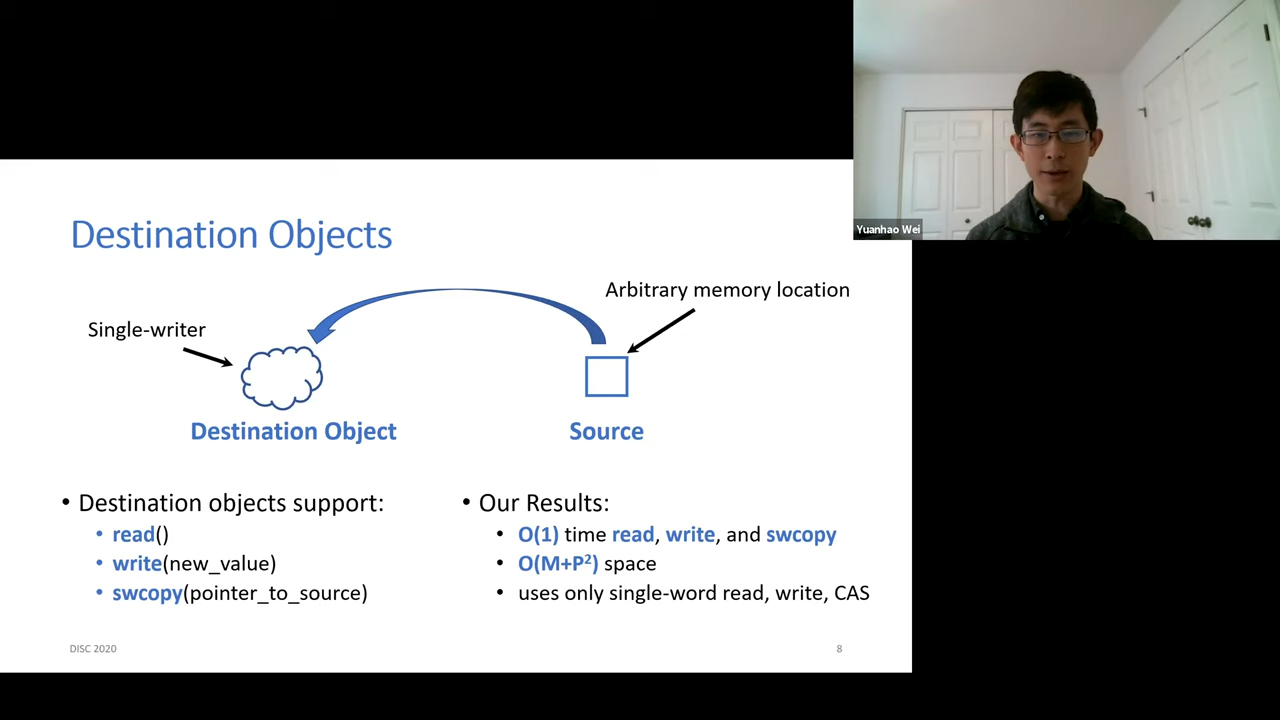 Yuanhao Wei
Destination Objects
Arbitrary memory location
Single-writer
Destination Object
Source
• Destination objects support:
• read()
• write(new_value)
• swcopy(pointer_to_source)
• Our Results:
• O(1) time read, write, and swcopy
• O(M+P²) space
• uses only single-word read, write, CAS
DISC 2020
8